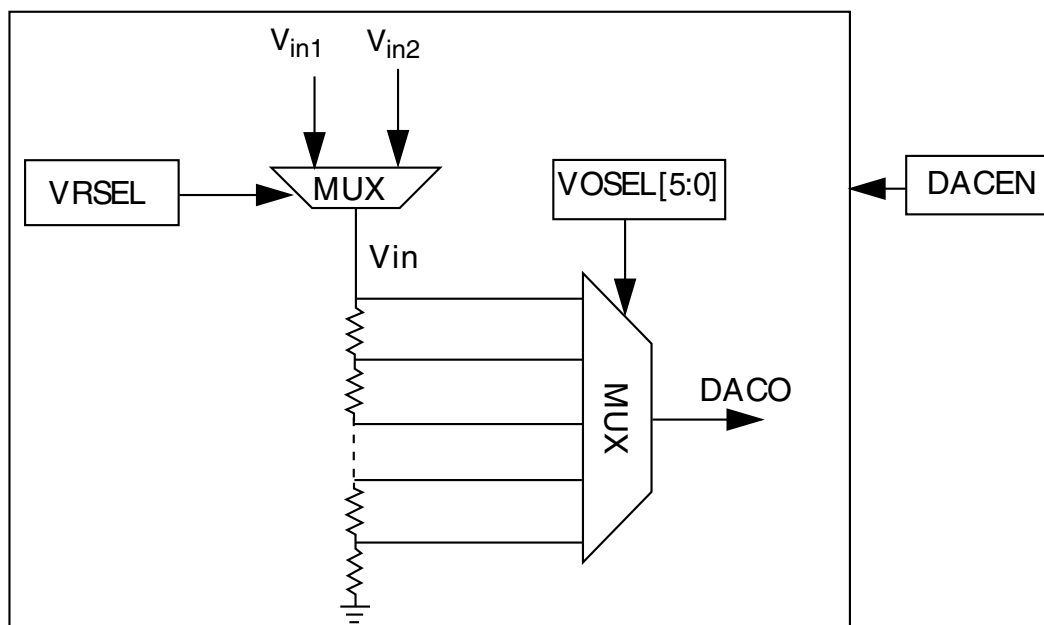 Vin1
Vin2
VRSEL
MUX
VOSEL[5:0]
DACEN
Vin
MUX
DACO